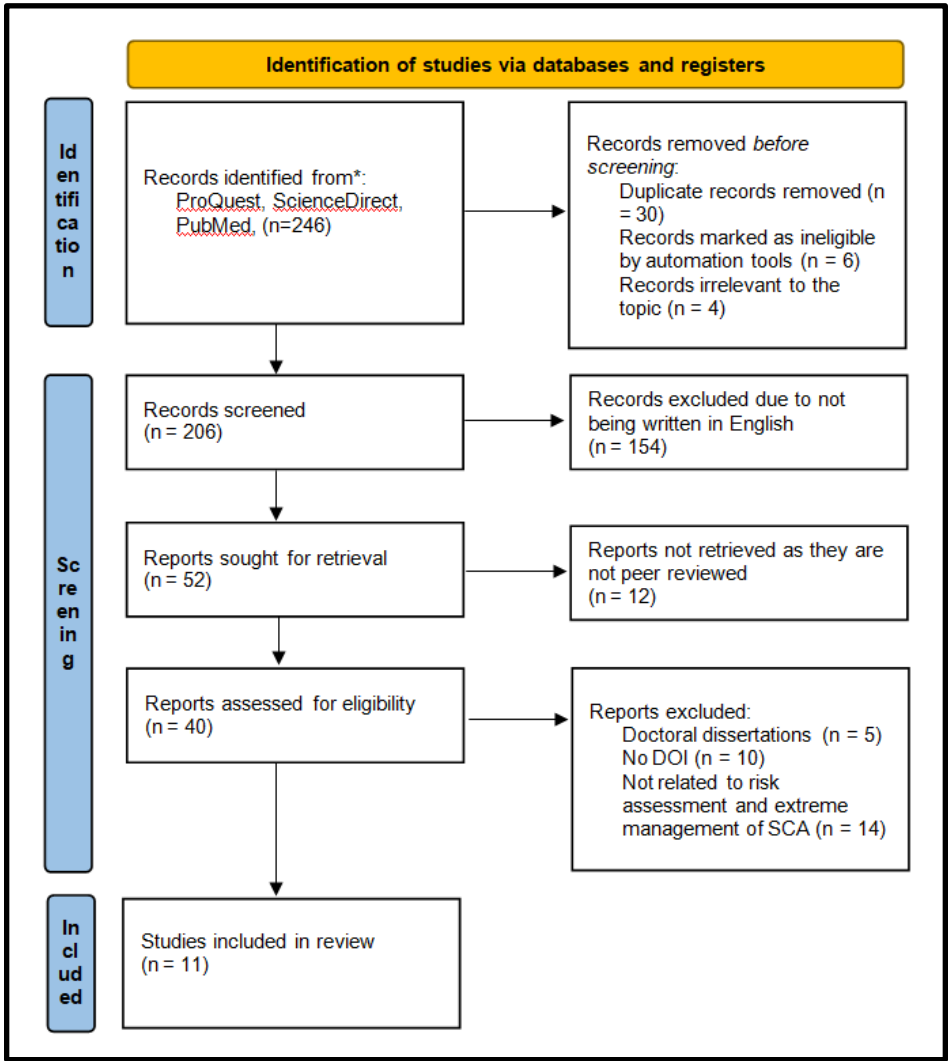 Identification of studies via databases and registers
Id
en
tifi
ca
tio
n
Records identified from*:
ProQuest, ScienceDirect,
PubMed, (n=246)
Records removed before
screening:
Duplicate records removed (n
= 30)
Records marked as ineligible
by automation tools (n = 6)
Records irrelevant to the
topic (n = 4)
Sc
re
en
in
g
Records screened
(n = 206)
Records excluded due to not
being written in English
(n = 154)
Reports sought for retrieval
(n = 52)
Reports not retrieved as they are
not peer reviewed
(n = 12)
Reports assessed for eligibility
(n = 40)
Reports excluded:
Doctoral dissertations (n = 5)
No DOI (n = 10)
Not related to risk
assessment and extreme
management of SCA (n = 14)
In
cl
ud
ed
Studies included in review
(n = 11)